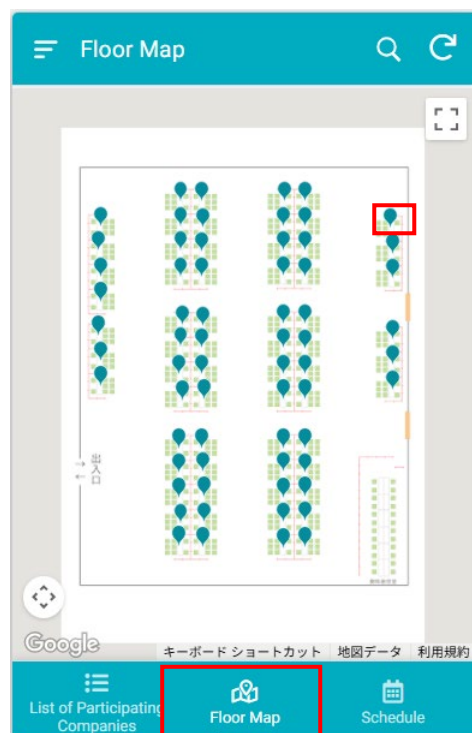 Floor Map
出入口
Google
キーボード ショートカット 地図データ 利用規約
List of Participating
Companies
Floor Map
Schedule